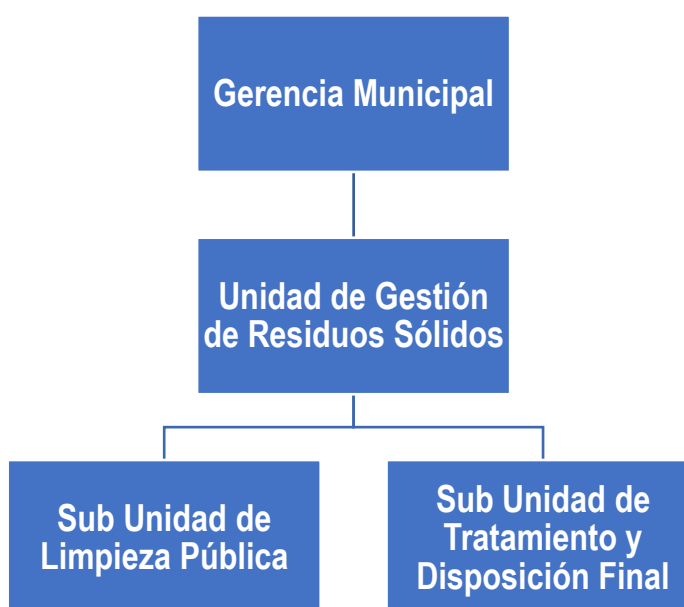 Gerencia Municipal
Unidad de Gestión
de Residuos Sólidos
Sub Unidad de
Limpieza Pública
Sub Unidad de
Tratamiento y
Disposición Final